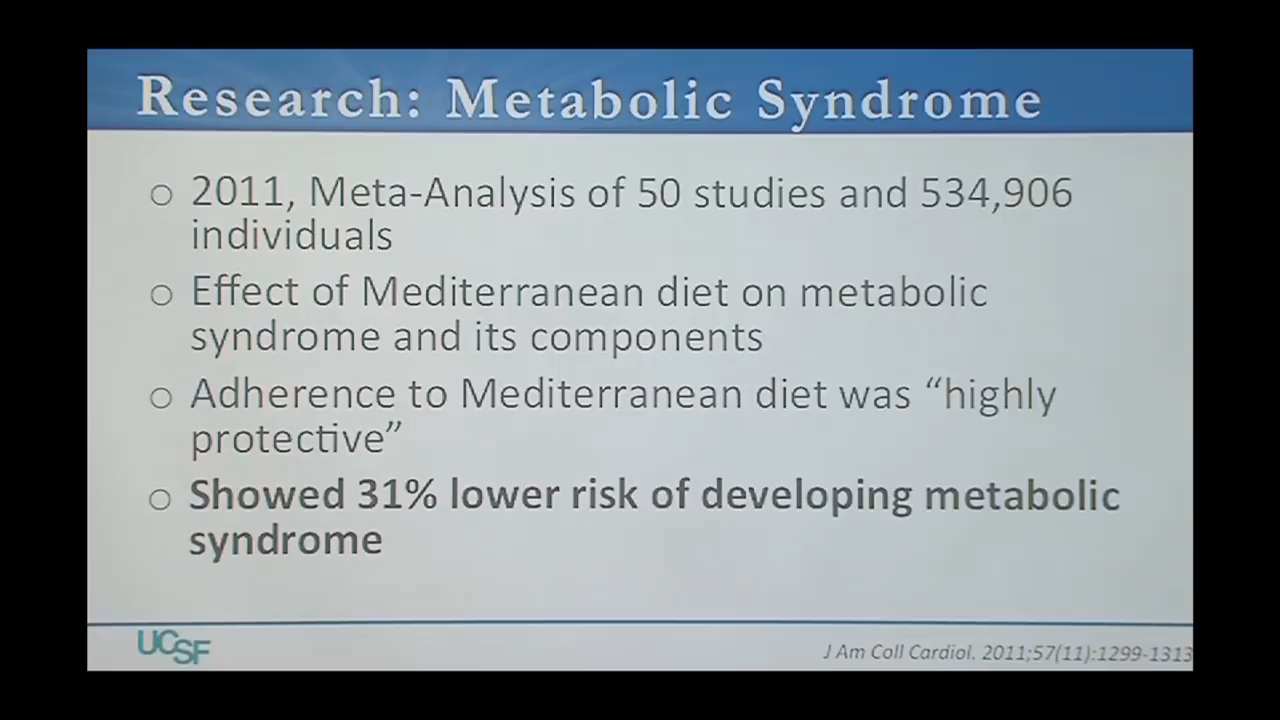 Research: Metabolic Syndrome
○ 2011, Meta-Analysis of 50 studies and 534,906
individuals
○ Effect of Mediterranean diet on metabolic
syndrome and its components
○ Adherence to Mediterranean diet was “highly
protective”
○ Showed 31% lower risk of developing metabolic
syndrome
UCSF
J Am Coll Cardiol. 2011;57(11):1299-1313